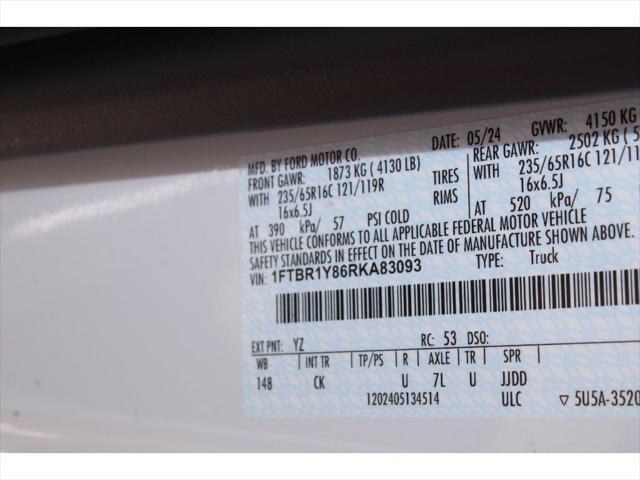 DATE: 05/24 GVWR: 4150 KG
MFD. BY FORD MOTOR CO.
FRONT GAWR: 1873 KG ( 4130 LB) REAR GAWR: 2502 KG (
WITH 235/65R16C 121/119R TIRES WITH 235/65R16C 121/
16x6.5J RIMS 16x6.5J
AT 390 kPa/ 57 PSI COLD AT 520 kPa/ 75
THIS VEHICLE CONFORMS TO ALL APPLICABLE FEDERAL MOTOR VEHICLE
SAFETY STANDARDS IN EFFECT ON THE DATE OF MANUFACTURE SHOWN ABOVE.
VIN: 1FTBR1Y86RKA83093 TYPE: Truck
EXT PNT: YZ RC: 53 DSO:
WB INT TR TP/PS R AXLE TR SPR
148 CK U 7L U JJDD
1202405134514 ULC ▽ 5U5A-3520